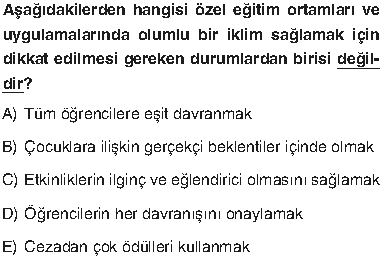 Aşağıdakilerden hangisi özel eğitim ortamları ve
uygulamalarında olumlu bir iklim sağlamak için
dikkat edilmesi gereken durumlardan birisi değil-
dir?
A) Tüm öğrencilere eşit davranmak
B) Çocuklara ilişkin gerçekçi beklentiler içinde olmak
C) Etkinliklerin ilginç ve eğlendirici olmasını sağlamak
D) Öğrencilerin her davranışını onaylamak
E) Cezadan çok ödülleri kullanmak